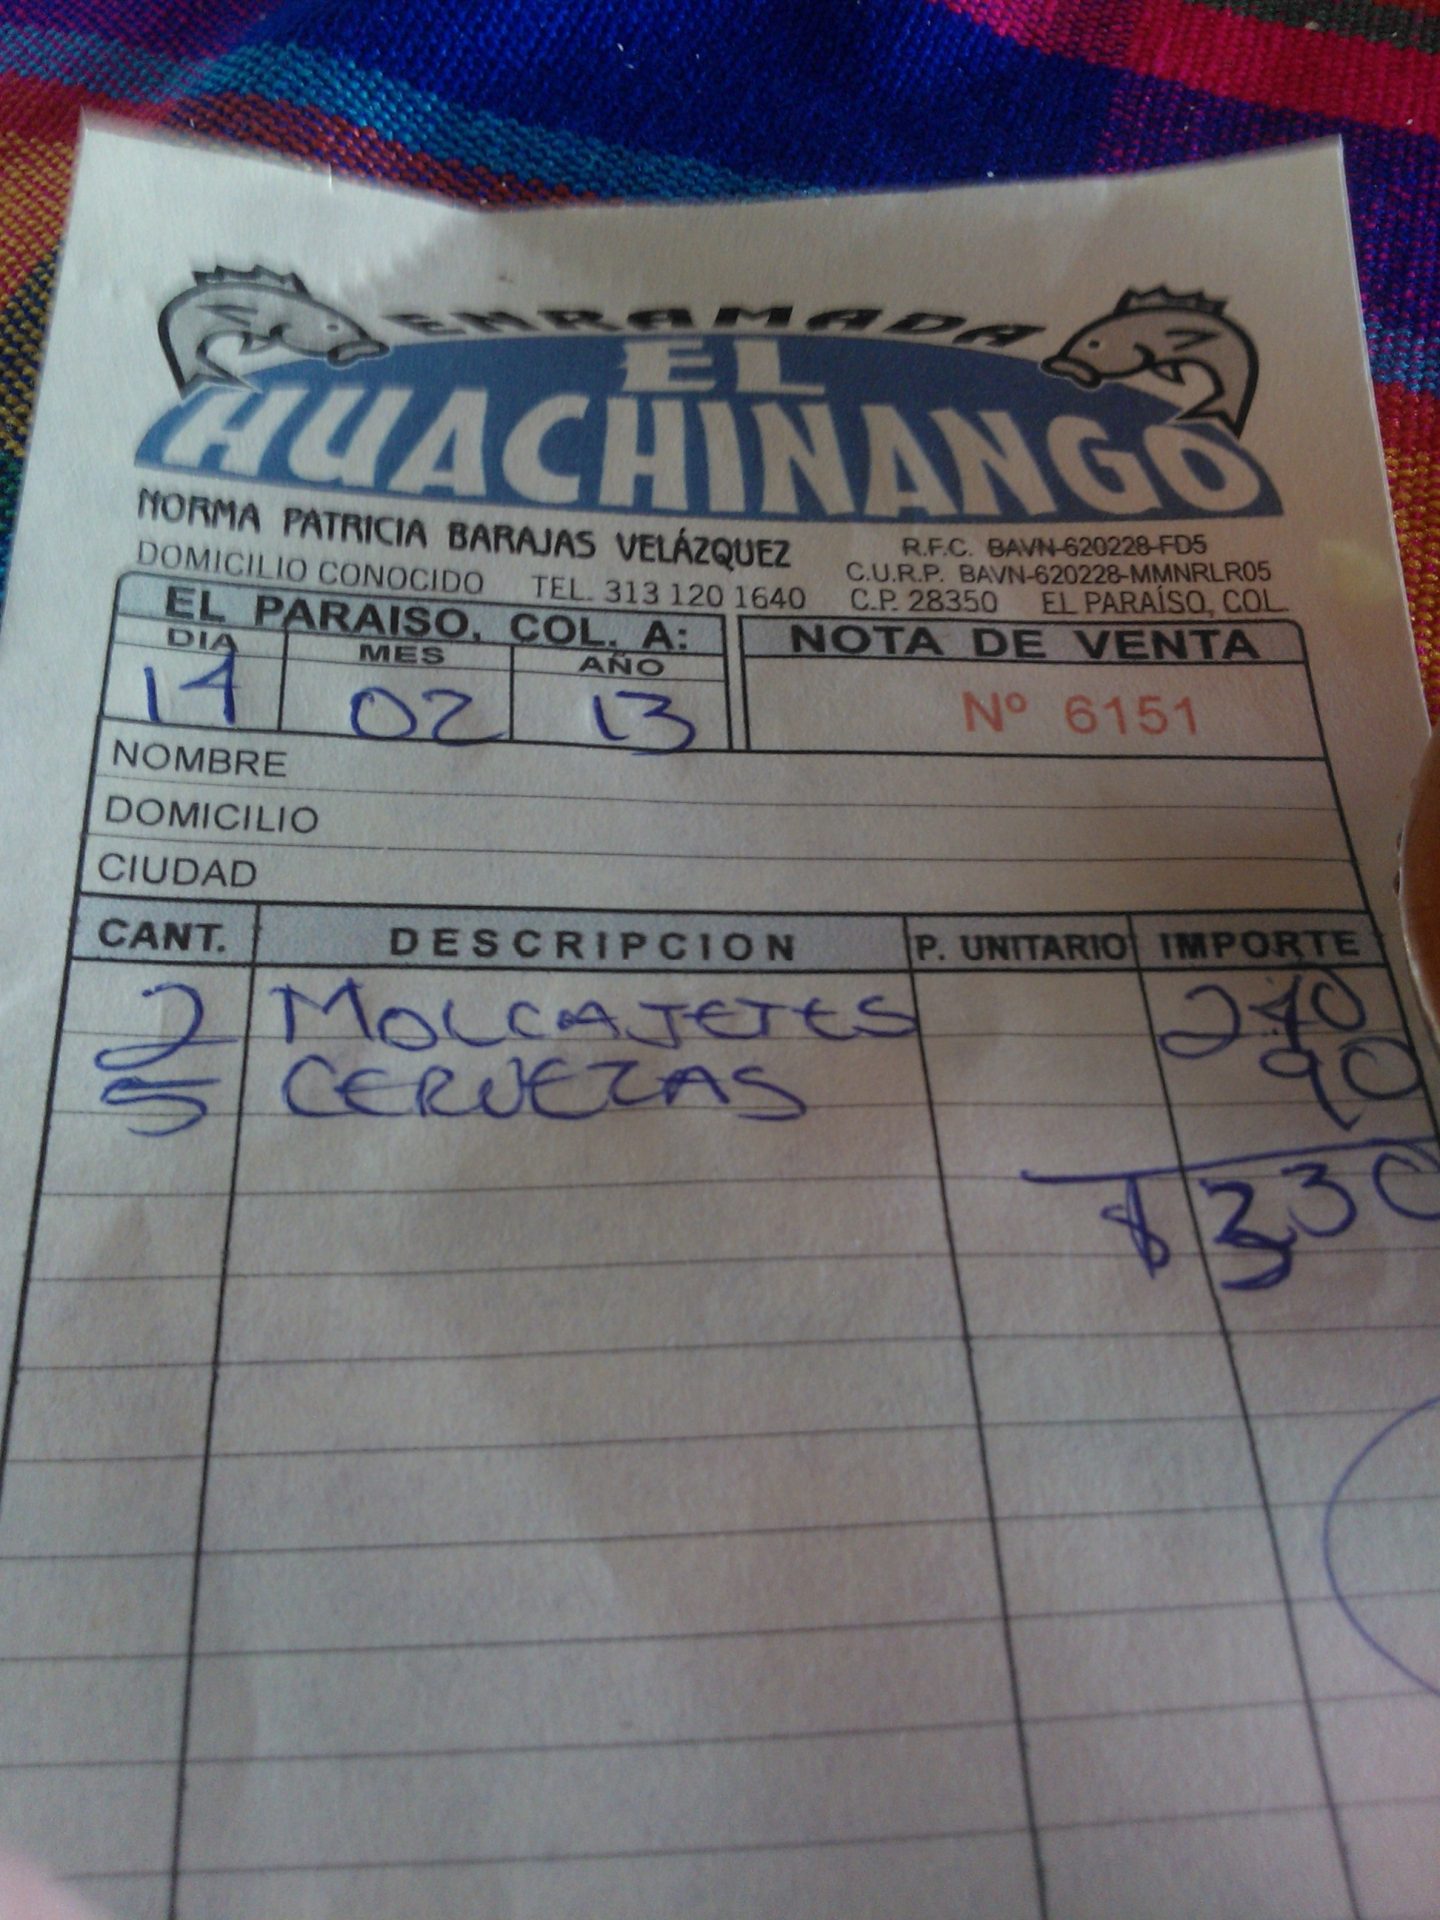 ENRAMADA
EL
HUACHINANGO
NORMA PATRICIA BARAJAS VELÁZQUEZ
R.F.C. BAVN-620228-FD5
C.U.R.P. BAVN-620228-MMNRLR05
DOMICILIO CONOCIDO TEL. 313 120 1640 C.P. 28350 EL PARAÍSO, COL.
EL PARAISO, COL. A:
DIA MES AÑO
14 02 13
NOTA DE VENTA
Nº 6151
NOMBRE
DOMICILIO
CIUDAD
CANT. DESCRIPCION P. UNITARIO IMPORTE
2 MOLCAJETES 240
5 CERVEZAS 90
$ 330